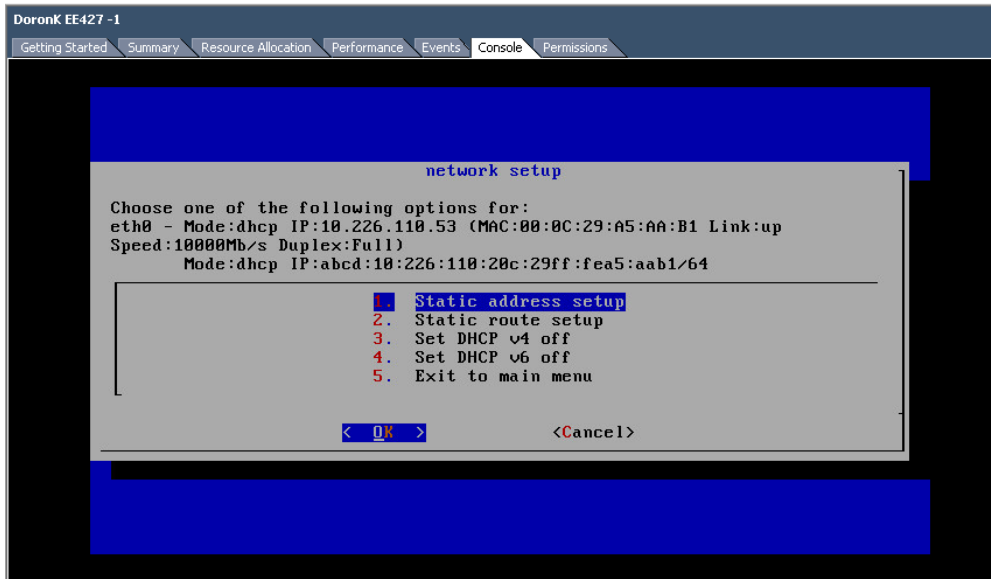 DoronK EE427 -1
Getting Started Summary Resource Allocation Performance Events Console Permissions
network setup
Choose one of the following options for:
eth0 - Mode:dhcp IP:10.226.110.53 (MAC:00:0C:29:A5:AA:B1 Link:up
Speed:10000Mb/s Duplex:Full)
Mode:dhcp IP:abcd:10:226:110:20c:29ff:fea5:aab1/64
1. Static address setup
2. Static route setup
3. Set DHCP v4 off
4. Set DHCP v6 off
5. Exit to main menu
< OK > <Cancel>